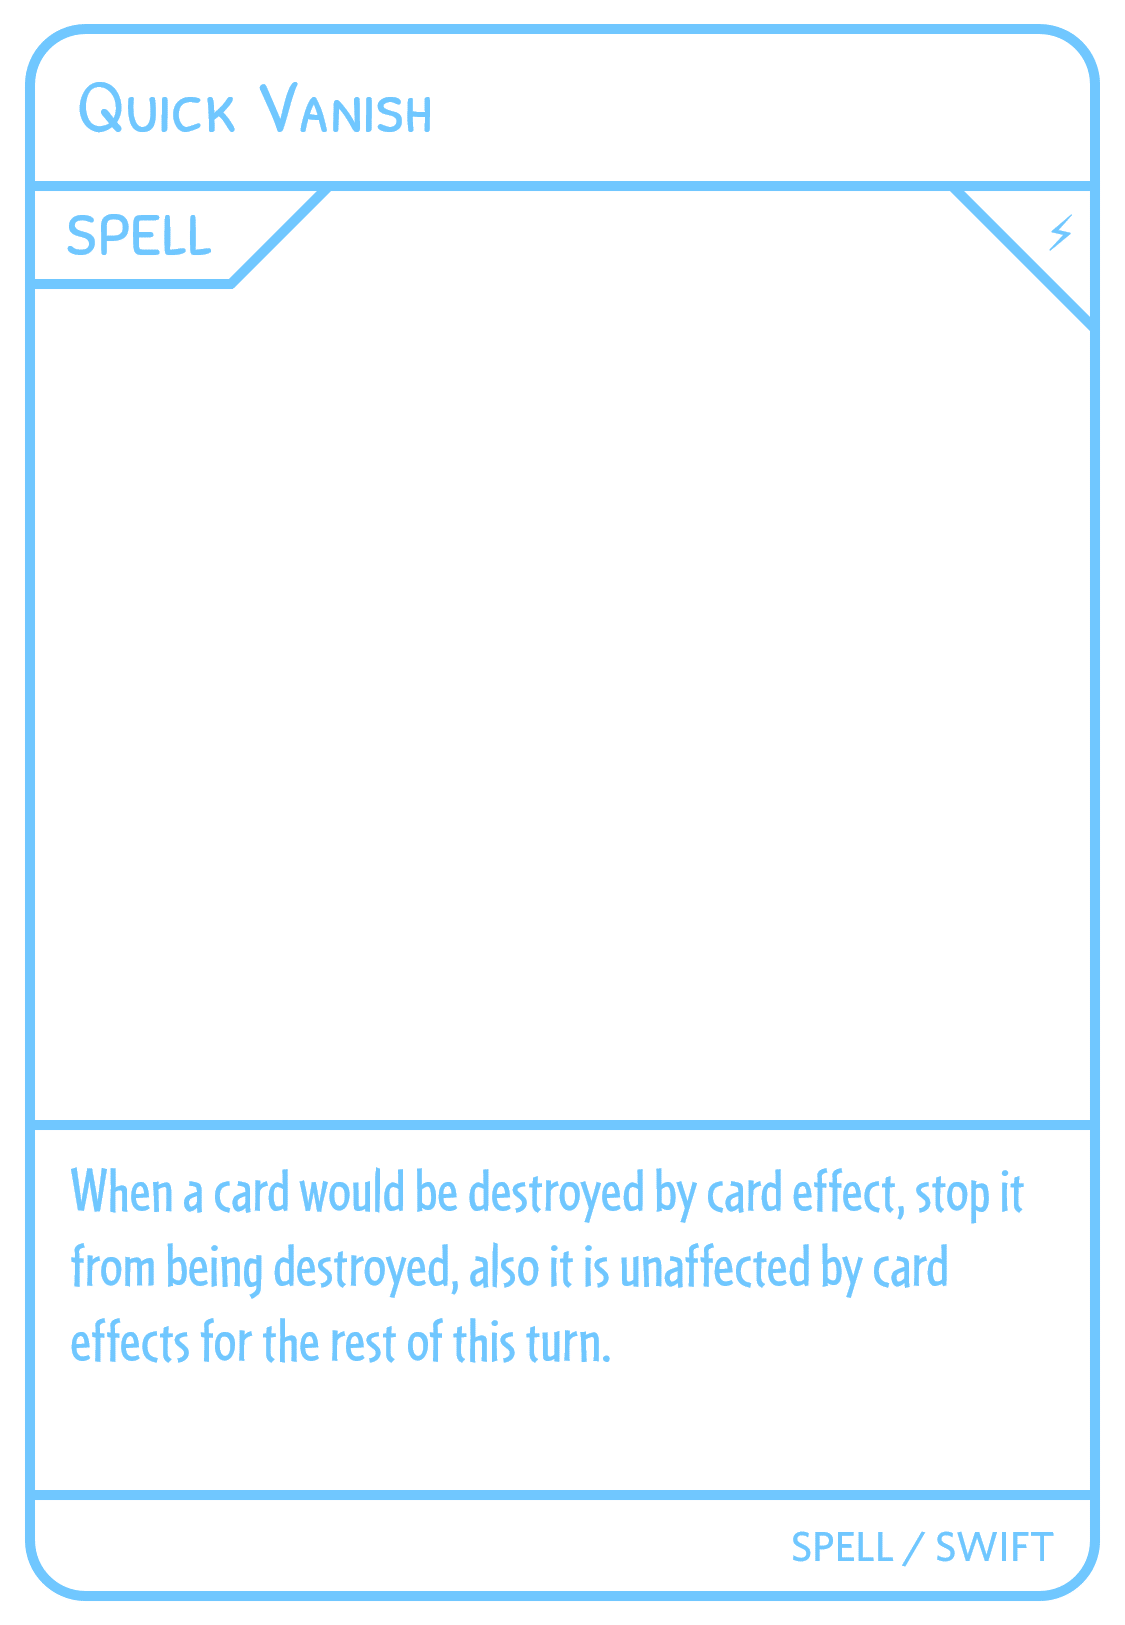 Quick Vanish
SPELL
⚡
When a card would be destroyed by card effect, stop it
from being destroyed, also it is unaffected by card
effects for the rest of this turn.
SPELL / SWIFT